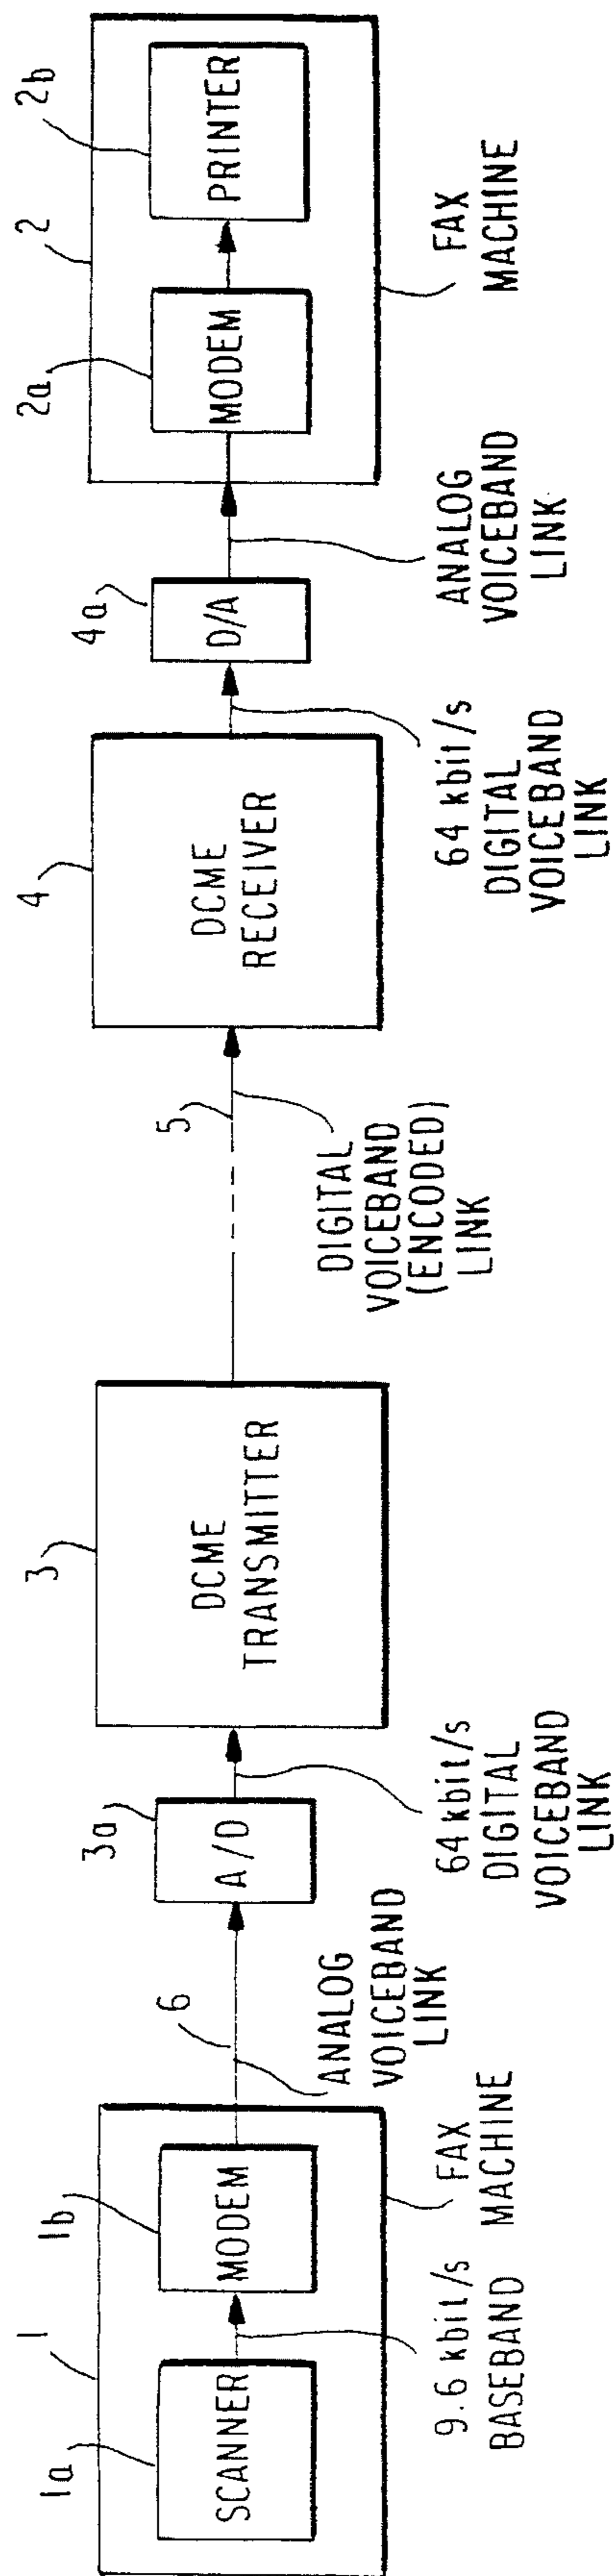 1
1a
SCANNER
1b
MODEM
9.6 kbit/s
BASEBAND
FAX
MACHINE
6
ANALOG
VOICEBAND
LINK
3a
A/D
64 kbit/s
DIGITAL
VOICEBAND
LINK
3
DCME
TRANSMITTER
5
DIGITAL
VOICEBAND
(ENCODED)
LINK
4
DCME
RECEIVER
64 kbit/s
DIGITAL
VOICEBAND
LINK
4a
D/A
ANALOG
VOICEBAND
LINK
2
2a
MODEM
2b
PRINTER
FAX
MACHINE